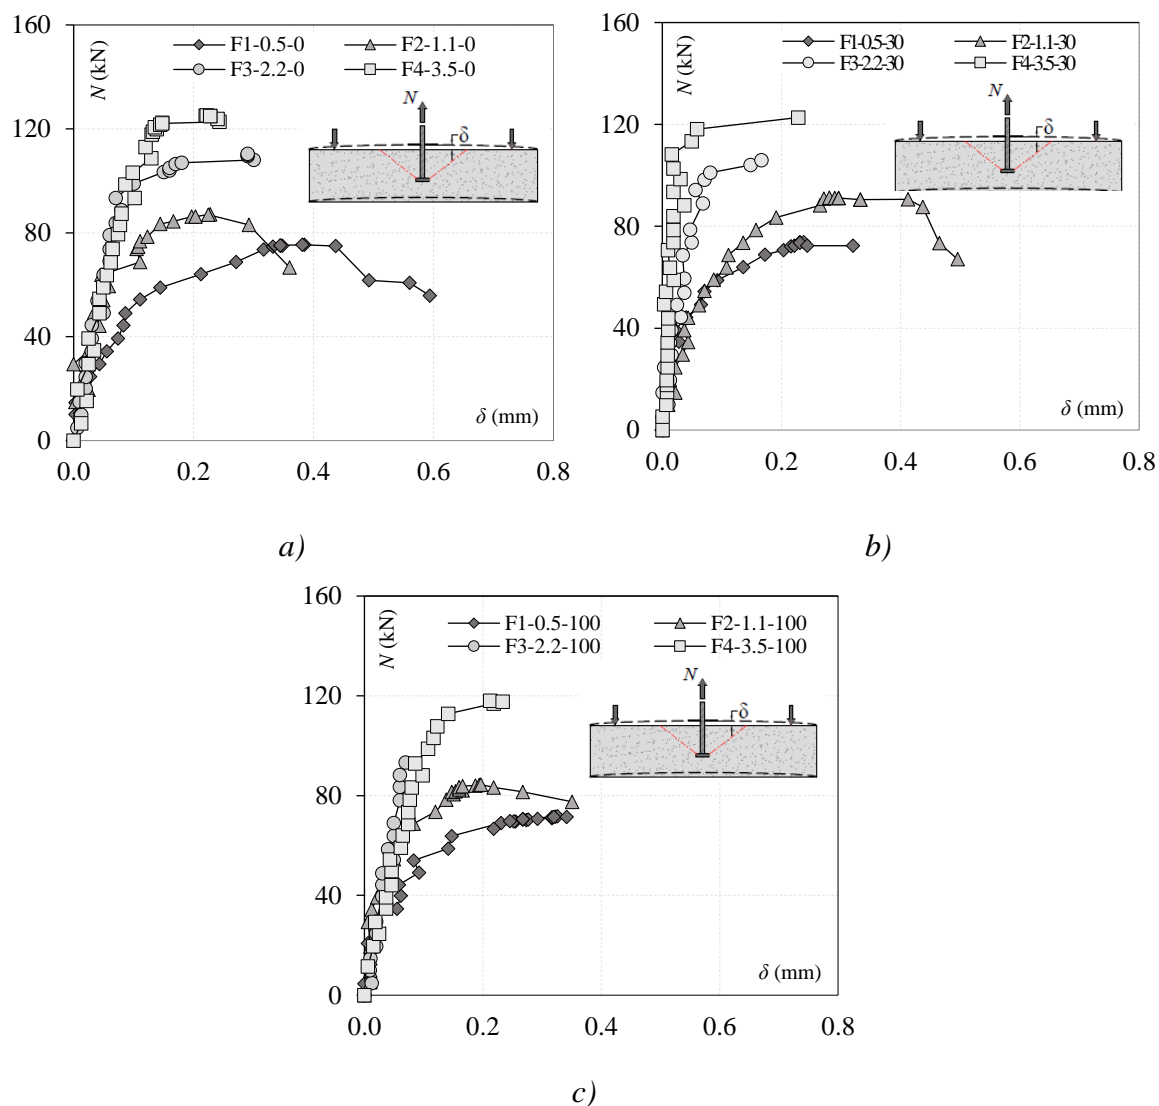 160
120
80
40
0
0.0 0.2 0.4 0.6 0.8
N (kN)
δ (mm)
F1-0.5-0 F2-1.1-0
F3-2.2-0 F4-3.5-0
N
δ
a)
160
120
80
40
0
0.0 0.2 0.4 0.6 0.8
N (kN)
δ (mm)
F1-0.5-30 F2-1.1-30
F3-2.2-30 F4-3.5-30
N
δ
b)
160
120
80
40
0
0.0 0.2 0.4 0.6 0.8
N (kN)
δ (mm)
F1-0.5-100 F2-1.1-100
F3-2.2-100 F4-3.5-100
N
δ
c)